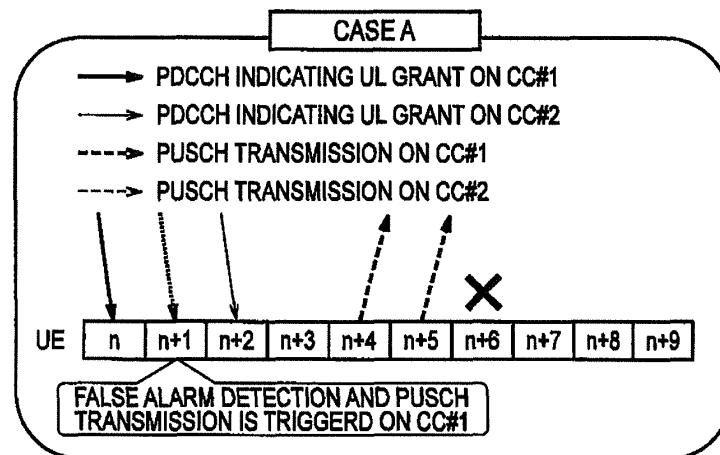 CASE A
PDCCH INDICATING UL GRANT ON CC#1
PDCCH INDICATING UL GRANT ON CC#2
PUSCH TRANSMISSION ON CC#1
PUSCH TRANSMISSION ON CC#2
UE n n+1 n+2 n+3 n+4 n+5 n+6 n+7 n+8 n+9
FALSE ALARM DETECTION AND PUSCH
TRANSMISSION IS TRIGGERD ON CC#1